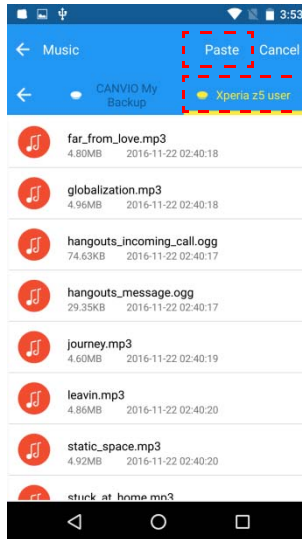 3:53
Music
Paste
Cancel
CANVIO My
Backup
Xperia z5 user
far_from_love.mp3
4.80MB 2016-11-22 02:40:18
globalization.mp3
4.96MB 2016-11-22 02:40:18
hangouts_incoming_call.ogg
74.63KB 2016-11-22 02:40:17
hangouts_message.ogg
29.35KB 2016-11-22 02:40:17
journey.mp3
4.60MB 2016-11-22 02:40:19
leavin.mp3
4.86MB 2016-11-22 02:40:20
static_space.mp3
4.92MB 2016-11-22 02:40:20
stuck_at_home.mp3